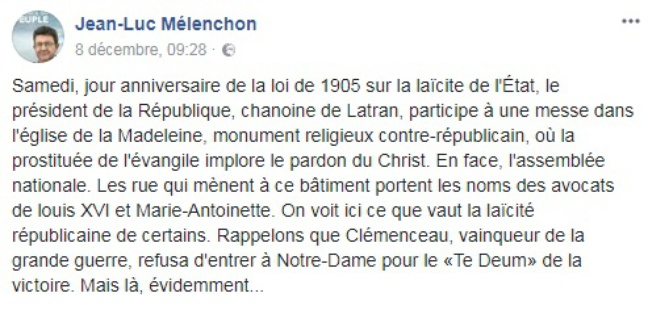 EUPLE
Jean-Luc Mélenchon
8 décembre, 09:28 ·
Samedi, jour anniversaire de la loi de 1905 sur la laïcite de l'État, le
président de la République, chanoine de Latran, participe à une messe dans
l'église de la Madeleine, monument religieux contre-républicain, où la
prostituée de l'évangile implore le pardon du Christ. En face, l'assemblée
nationale. Les rue qui mènent à ce bâtiment portent les noms des avocats
de louis XVI et Marie-Antoinette. On voit ici ce que vaut la laïcité
républicaine de certains. Rappelons que Clémenceau, vainqueur de la
grande guerre, refusa d'entrer à Notre-Dame pour le «Te Deum» de la
victoire. Mais là, évidemment...